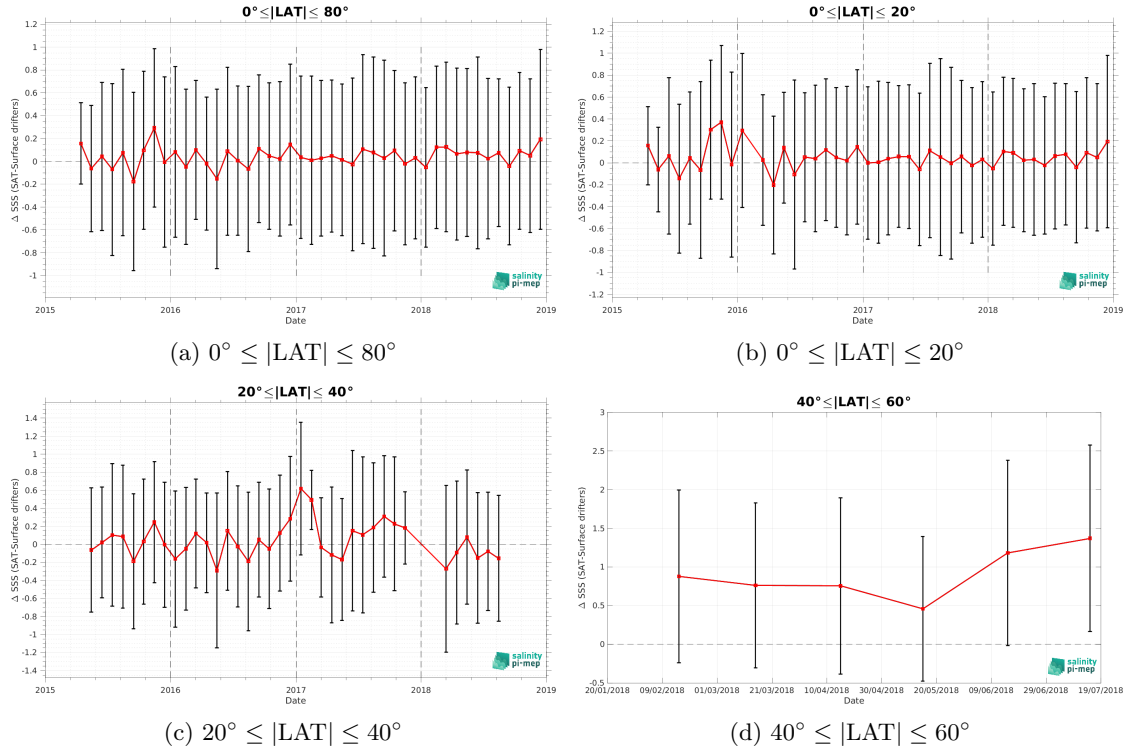 0°≤|LAT|≤ 80°
Δ SSS (SAT-Surface drifters)
1.2
1
0.8
0.6
0.4
0.2
0
-0.2
-0.4
-0.6
-0.8
-1
2015 2016 2017 2018 2019
Date
salinity
pi-mep
(a) 0° ≤ |LAT| ≤ 80°
0°≤|LAT|≤ 20°
Δ SSS (SAT-Surface drifters)
1.2
1
0.8
0.6
0.4
0.2
0
-0.2
-0.4
-0.6
-0.8
-1
-1.2
2015 2016 2017 2018 2019
Date
salinity
pi-mep
(b) 0° ≤ |LAT| ≤ 20°
20°≤|LAT|≤ 40°
Δ SSS (SAT-Surface drifters)
1.4
1.2
1
0.8
0.6
0.4
0.2
0
-0.2
-0.4
-0.6
-0.8
-1
-1.2
-1.4
2015 2016 2017 2018 2019
Date
salinity
pi-mep
(c) 20° ≤ |LAT| ≤ 40°
40°≤|LAT|≤ 60°
Δ SSS (SAT-Surface drifters)
3
2.5
2
1.5
1
0.5
0
-0.5
20/01/2018 09/02/2018 01/03/2018 21/03/2018 10/04/2018 30/04/2018 20/05/2018 09/06/2018 29/06/2018 19/07/2018
Date
salinity
pi-mep
(d) 40° ≤ |LAT| ≤ 60°